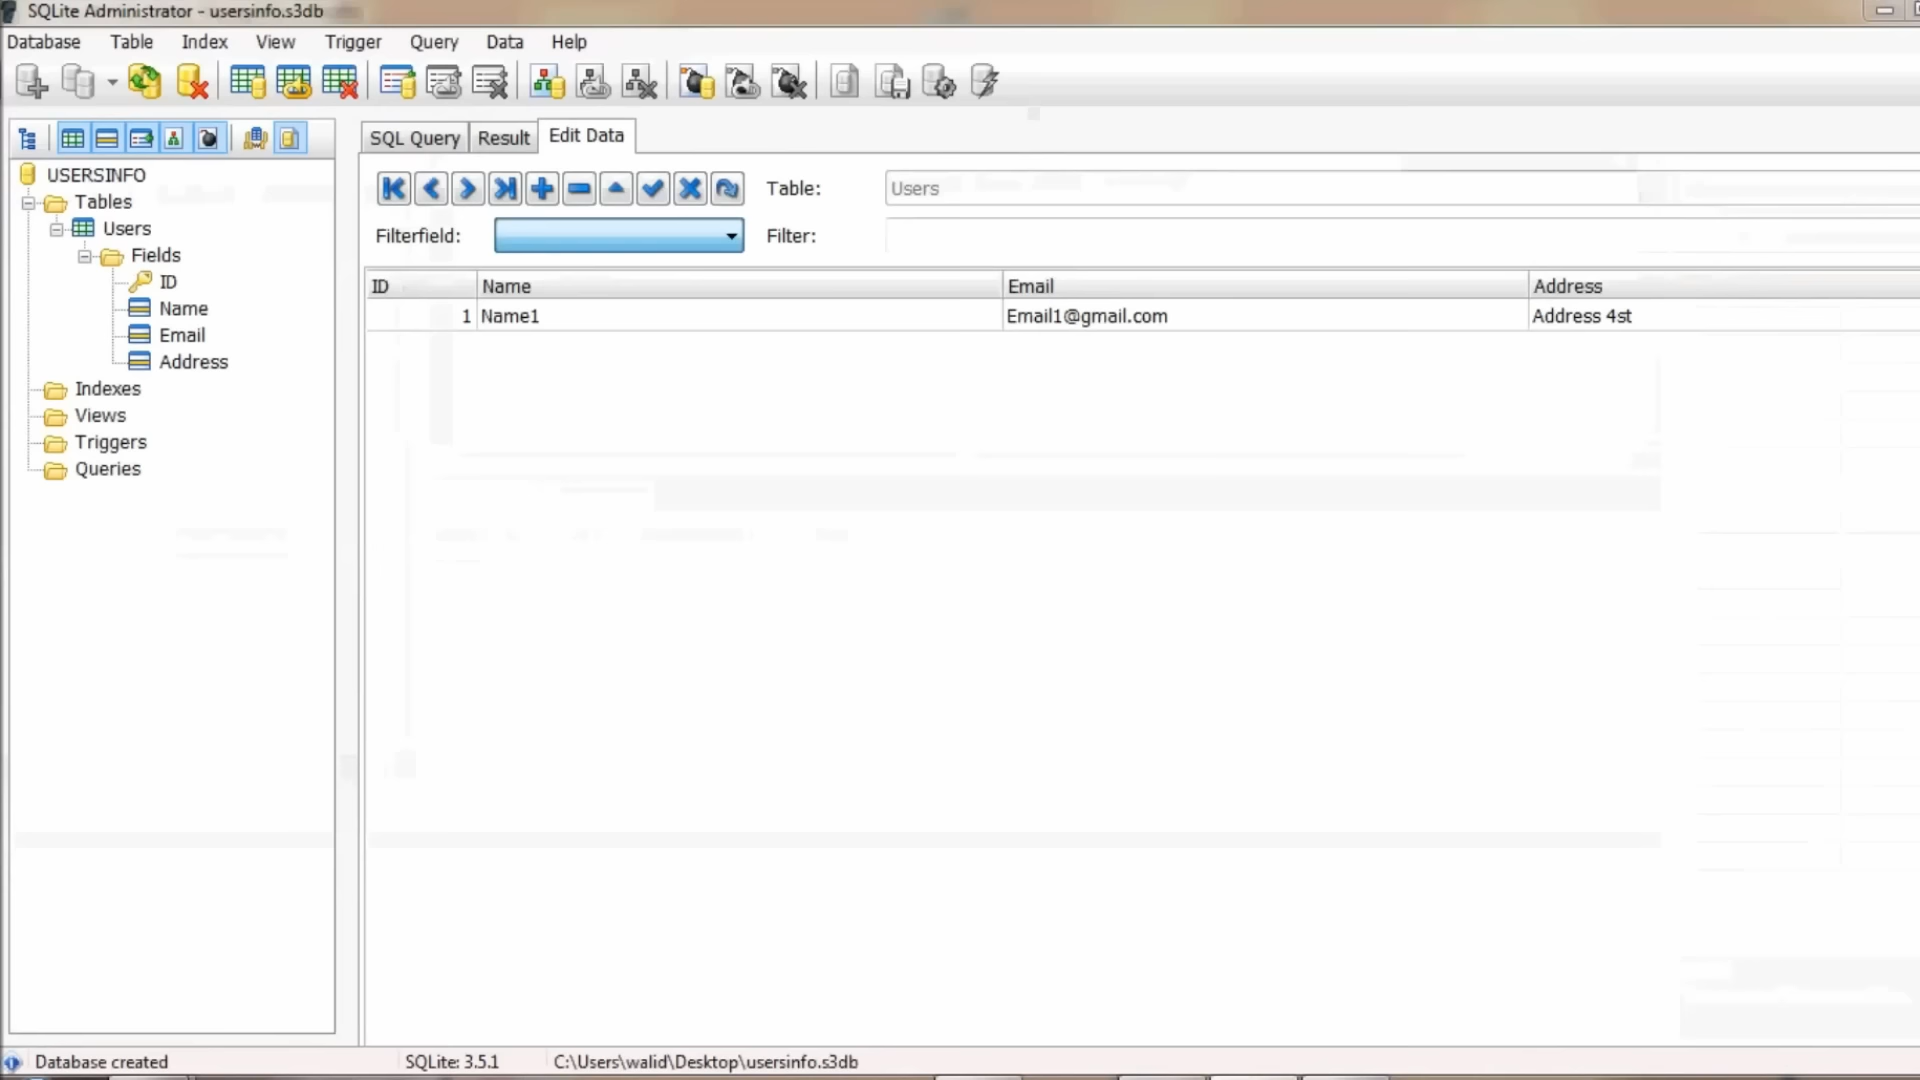 SQLite Administrator - usersinfo.s3db
Database Table Index View Trigger Query Data Help
SQL Query Result Edit Data
USERSINFO
Tables
Users
Fields
ID
Name
Email
Address
Indexes
Views
Triggers
Queries
Table: Users
Filterfield: Filter:
ID Name Email Address
1 Name1 Email1@gmail.com Address 4st
Database created SQLite: 3.5.1 C:\Users\walid\Desktop\usersinfo.s3db